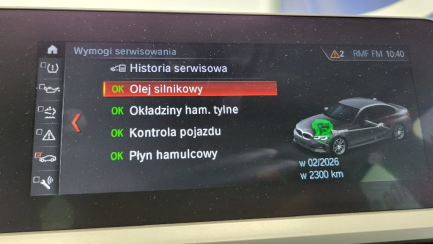 Wymogi serwisowania
2 RMF FM 10:40
Historia serwisowa
OK Olej silnikowy
OK Okładziny ham. tylne
OK Kontrola pojazdu
OK Płyn hamulcowy
w 02/2026
w 2300 km